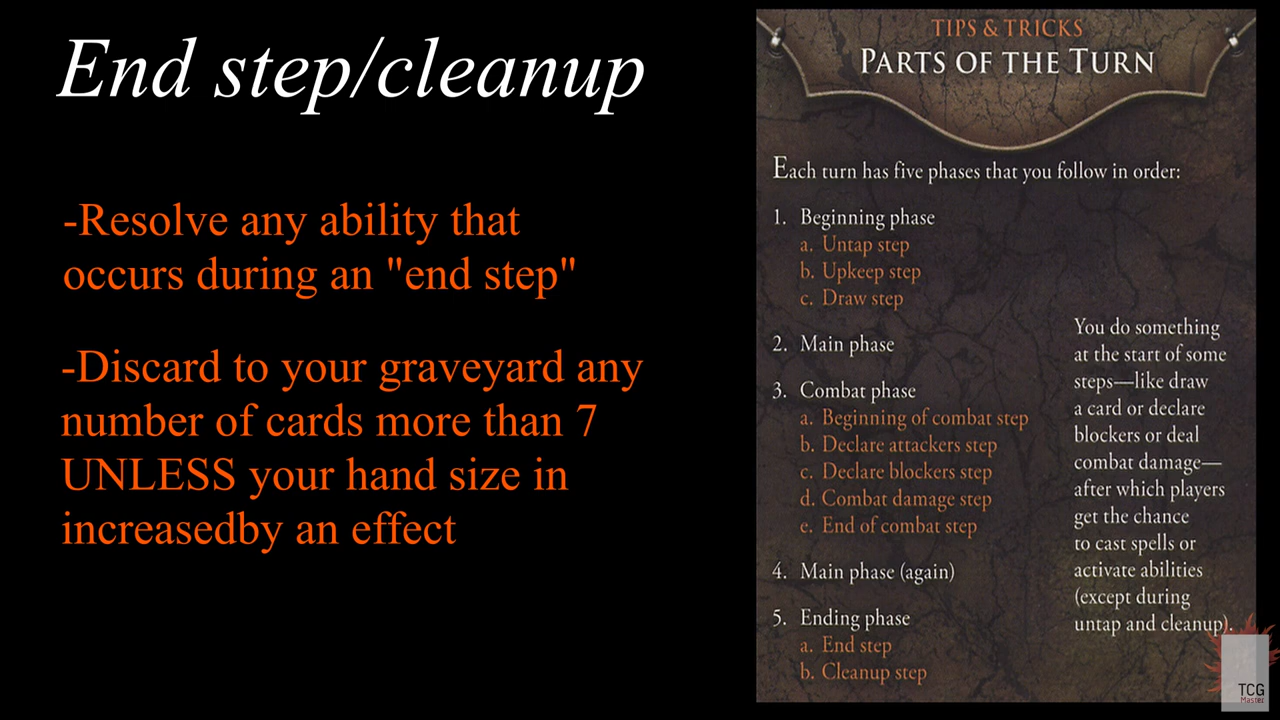 End step/cleanup
-Resolve any ability that
occurs during an "end step"
-Discard to your graveyard any
number of cards more than 7
UNLESS your hand size in
increasedby an effect
TIPS & TRICKS
PARTS OF THE TURN
Each turn has five phases that you follow in order:
1. Beginning phase
a. Untap step
b. Upkeep step
c. Draw step
2. Main phase
3. Combat phase
a. Beginning of combat step
b. Declare attackers step
c. Declare blockers step
d. Combat damage step
e. End of combat step
4. Main phase (again)
5. Ending phase
a. End step
b. Cleanup step
You do something
at the start of some
steps—like draw
a card or declare
blockers or deal
combat damage—
after which players
get the chance
to cast spells or
activate abilities
(except during
untap and cleanup).
TCG
Master